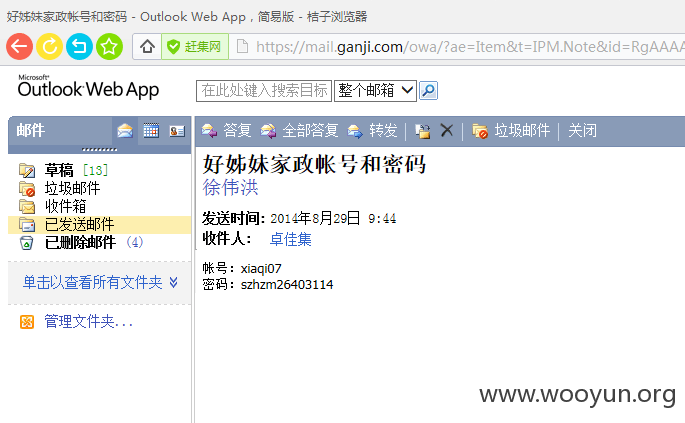 好姊妹家政帐号和密码 - Outlook Web App，简易版 - 桔子浏览器
赶集网 https://mail.ganji.com/owa/?ae=Item&t=IPM.Note&id=RgAAAA
Microsoft®
Outlook Web App 在此处键入搜索目标 整个邮箱
邮件 答复 全部答复 转发 垃圾邮件 关闭
好姊妹家政帐号和密码
草稿 [13]
徐伟洪
垃圾邮件
收件箱
发送时间: 2014年8月29日 9:44
已发送邮件
收件人: 卓佳集
已删除邮件 (4)
帐号：xiaqi07
密码：szhzm26403114
单击以查看所有文件夹
管理文件夹...
www.wooyun.org